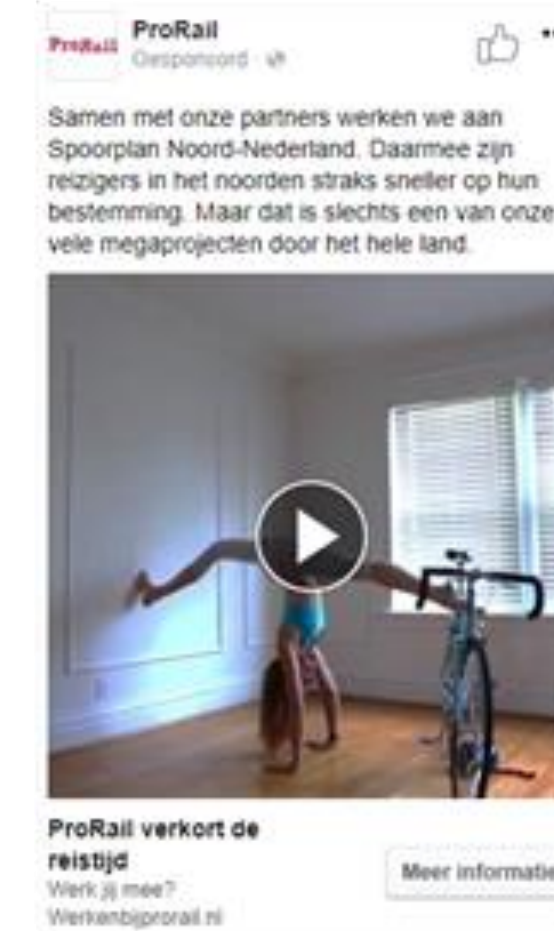 ProRail
ProRail
Gesponsord
Samen met onze partners werken we aan
Spoorplan Noord-Nederland. Daarmee zijn
reizigers in het noorden straks sneller op hun
bestemming. Maar dat is slechts een van onze
vele megaprojecten door het hele land.
ProRail verkort de
reistijd
Meer informatie
Werk jij mee?
Werkenbijprorail.nl